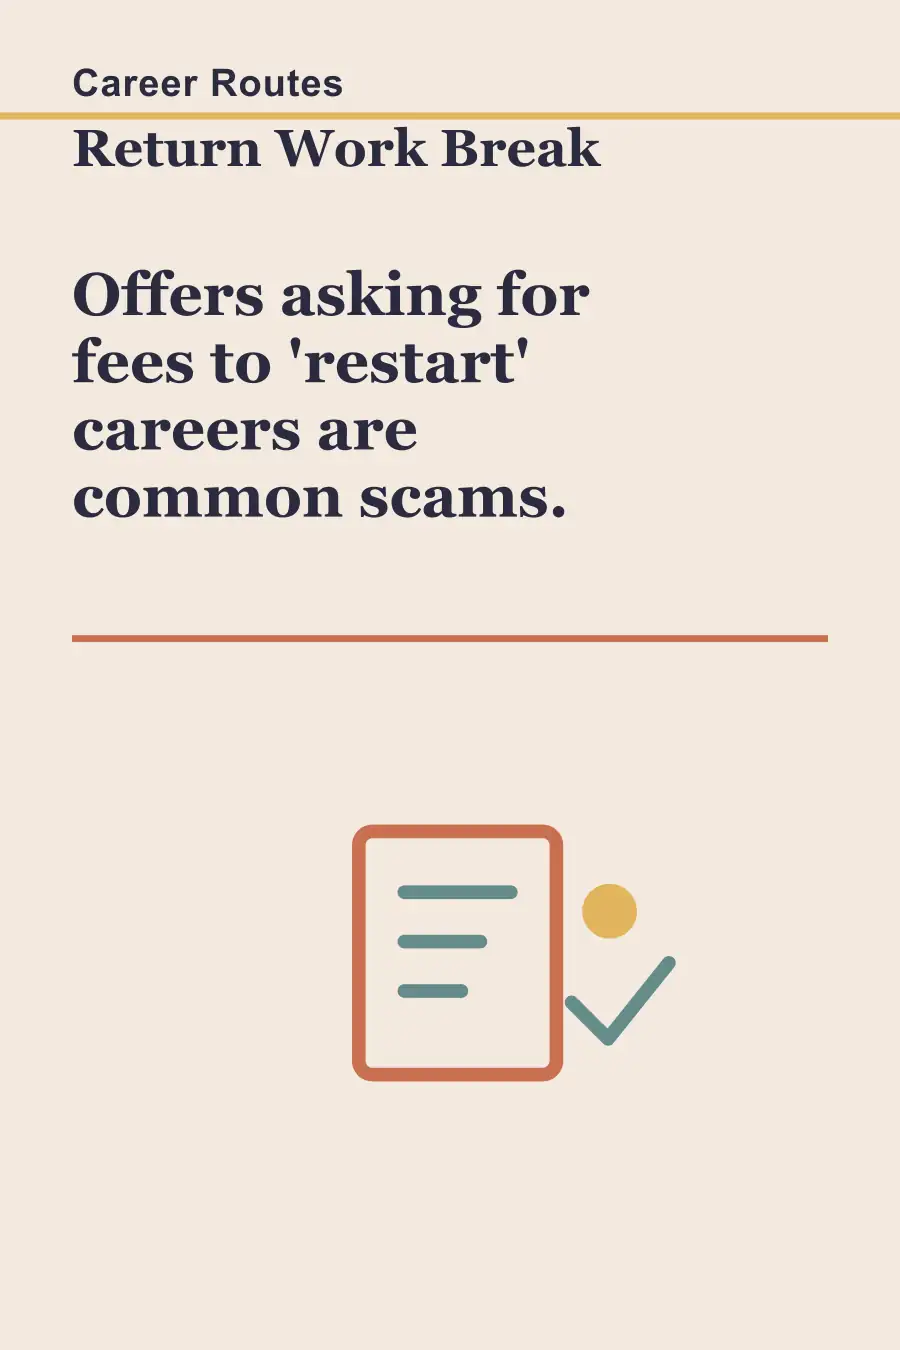 Career Routes
Return Work Break
Offers asking for
fees to 'restart'
careers are
common scams.